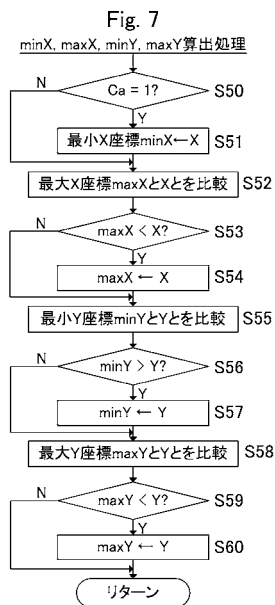 Fig. 7
minX, maxX, minY, maxY算出処理
N
Ca = 1?
S50
Y
最小X座標minX←X
S51
最大X座標maxXとXとを比較
S52
N
maxX < X?
S53
Y
maxX ← X
S54
最小Y座標minYとYとを比較
S55
N
minY > Y?
S56
Y
minY ← Y
S57
最大Y座標maxYとYとを比較
S58
N
maxY < Y?
S59
Y
maxY ← Y
S60
リターン